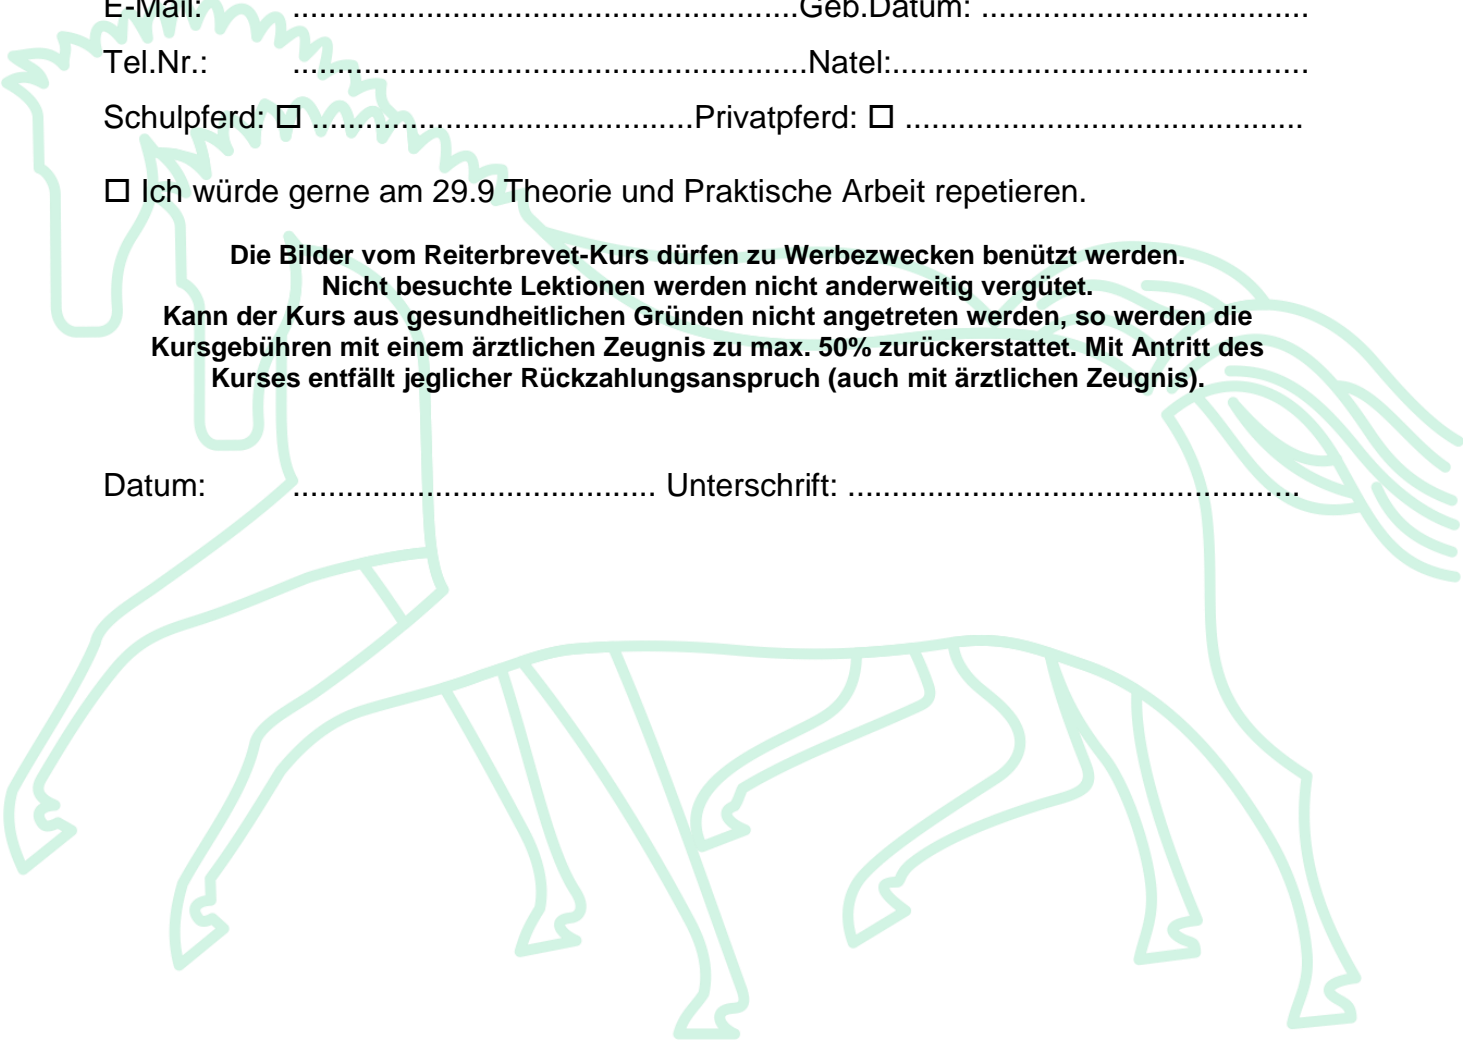 E-Mail: ........................................................Geb.Datum: .....................................
Tel.Nr.: .........................................................Natel:...............................................
Schulpferd: ☐ ...........................................Privatpferd: ☐ .............................................
☐ Ich würde gerne am 29.9 Theorie und Praktische Arbeit repetieren.
Die Bilder vom Reiterbrevet-Kurs dürfen zu Werbezwecken benützt werden.
Nicht besuchte Lektionen werden nicht anderweitig vergütet.
Kann der Kurs aus gesundheitlichen Gründen nicht angetreten werden, so werden die
Kursgebühren mit einem ärztlichen Zeugnis zu max. 50% zurückerstattet. Mit Antritt des
Kurses entfällt jeglicher Rückzahlungsanspruch (auch mit ärztlichen Zeugnis).
Datum: ......................................... Unterschrift: ...................................................